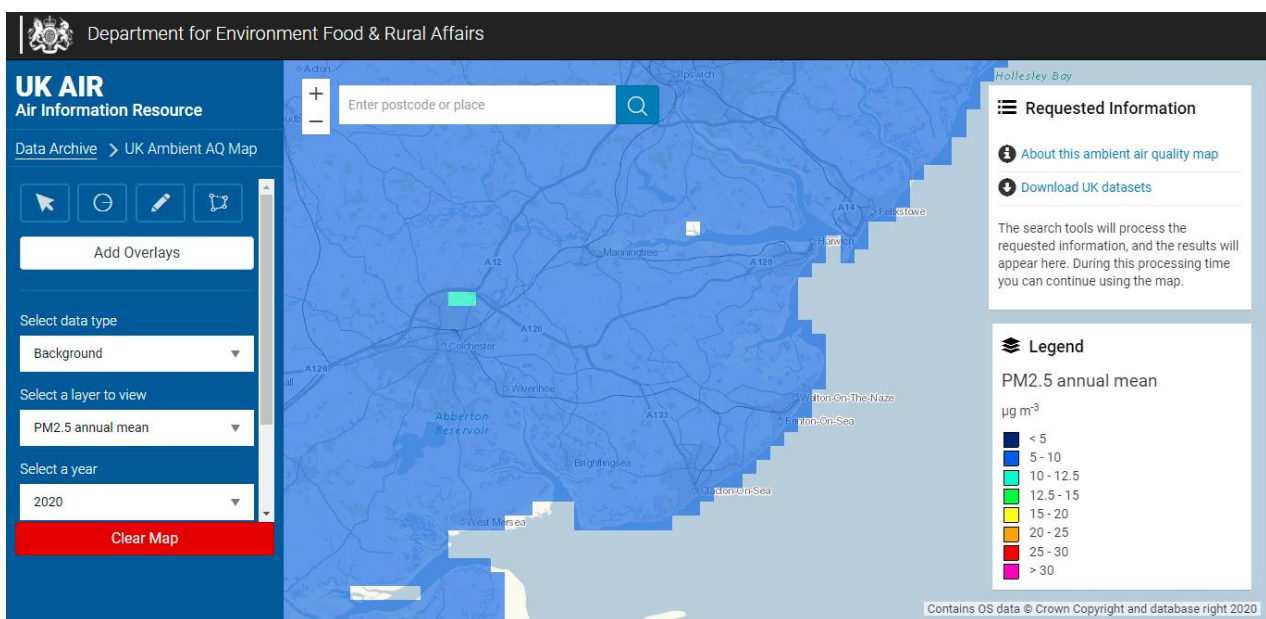 Department for Environment Food & Rural Affairs
UK AIR
Air Information Resource
Data Archive > UK Ambient AQ Map
Add Overlays
Select data type
Background
Select a layer to view
PM2.5 annual mean
Select a year
2020
Clear Map
+
−
Enter postcode or place
Acton
Ipswich
Hollesley Bay
A14
Felixstowe
Harwich
Manningtree
A12
A120
A120
Colchester
A120
Wivenhoe
Walton-On-The-Naze
Abberton
Reservoir
A133
Frinton-On-Sea
Brightlingsea
Clacton-On-Sea
West Mersea
Requested Information
About this ambient air quality map
Download UK datasets
The search tools will process the
requested information, and the results will
appear here. During this processing time
you can continue using the map.
Legend
PM2.5 annual mean
µg m-3
< 5
5 - 10
10 - 12.5
12.5 - 15
15 - 20
20 - 25
25 - 30
> 30
Contains OS data © Crown Copyright and database right 2020